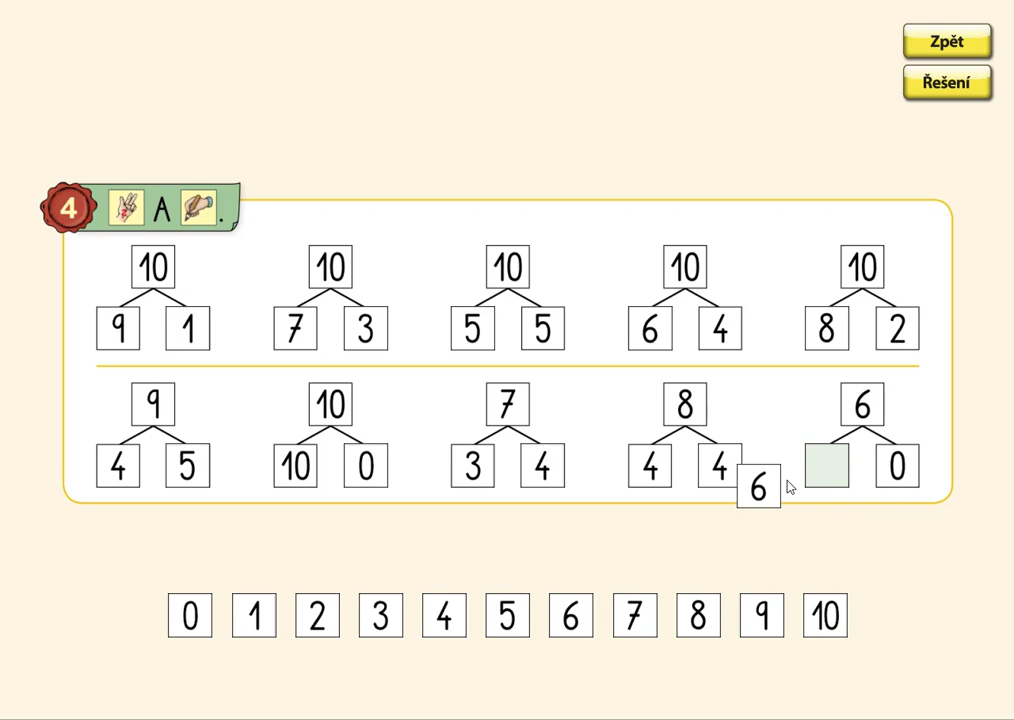 Zpět
Řešení
4 A .
10 10 10 10 10
9 1 7 3 5 5 6 4 8 2
9 10 7 8 6
4 5 10 0 3 4 4 4 0
6
0 1 2 3 4 5 6 7 8 9 10